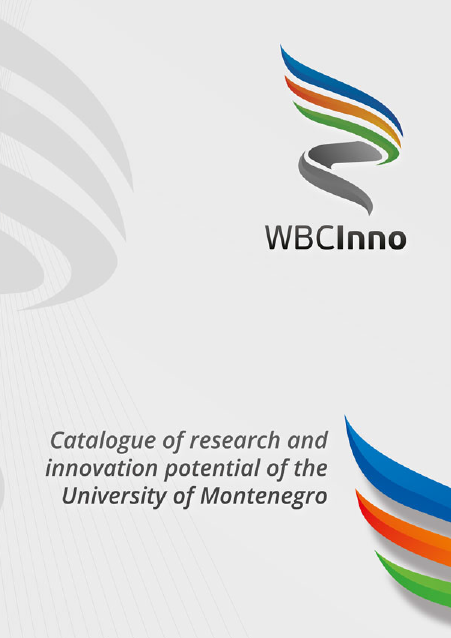 WBCInno
Catalogue of research and
innovation potential of the
University of Montenegro